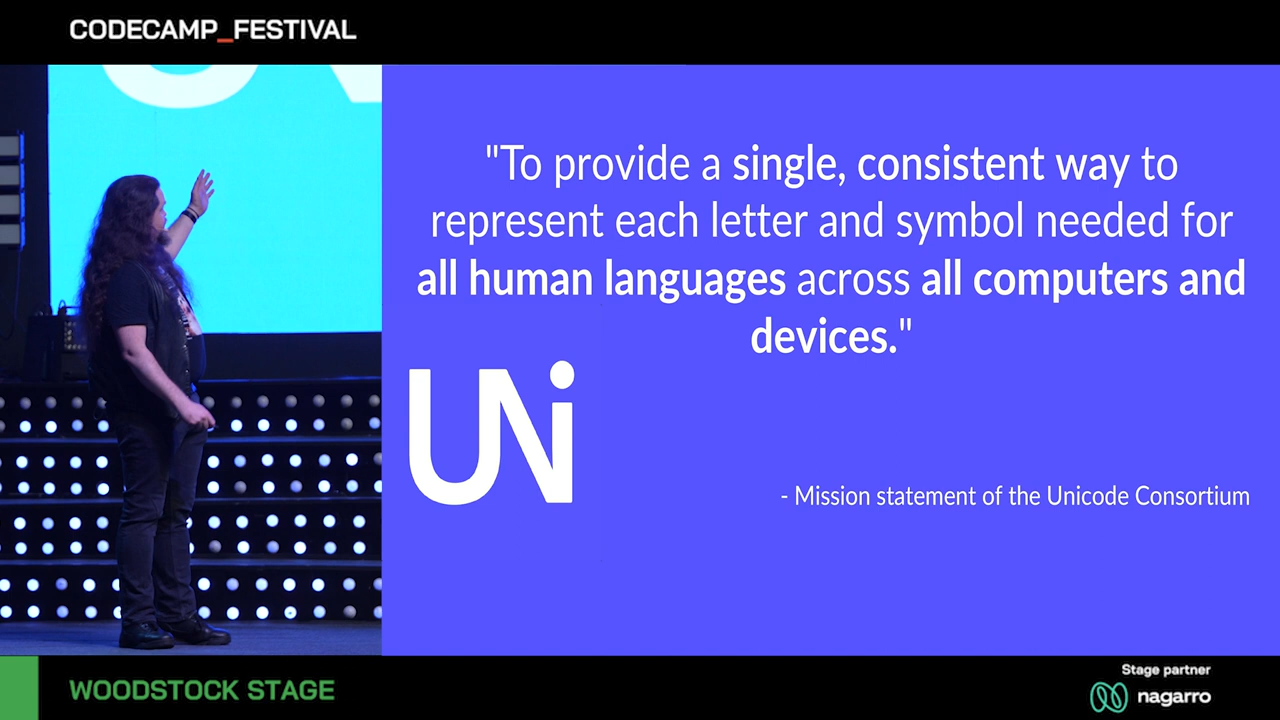 CODECAMP_FESTIVAL
"To provide a single, consistent way to
represent each letter and symbol needed for
all human languages across all computers and
devices."
UNi
- Mission statement of the Unicode Consortium
WOODSTOCK STAGE
Stage partner
nagarro